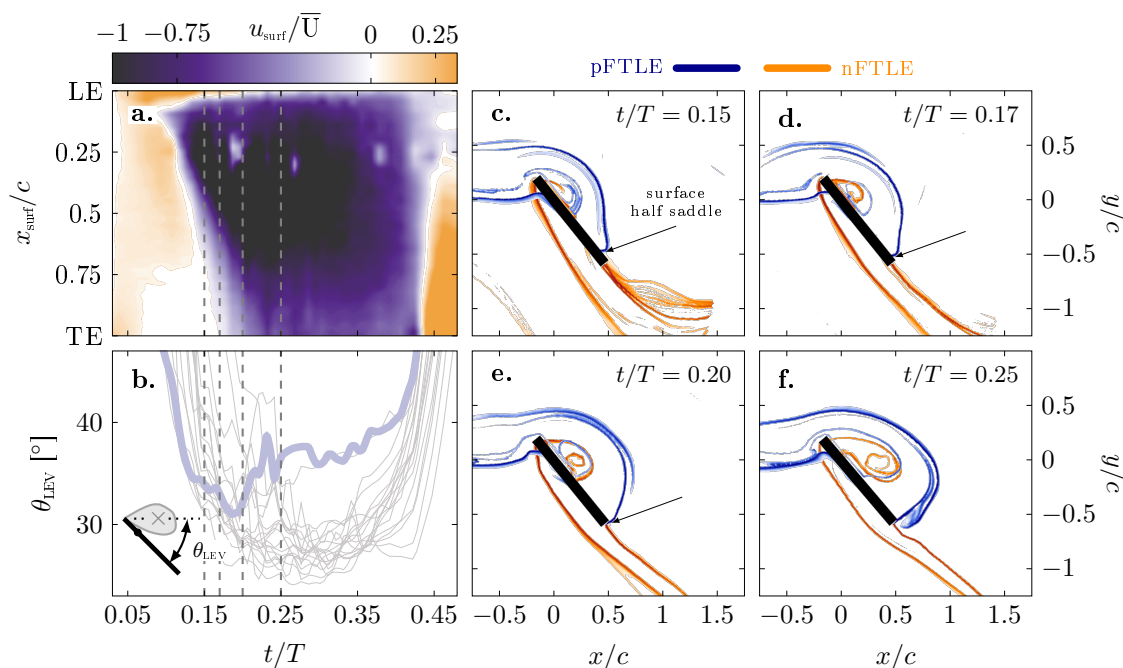 −1 −0.75 u_surf/U̅ 0 0.25
pFTLE nFTLE
LE
0.25
0.5
0.75
TE
x_surf/c
a.
c. t/T = 0.15
surface
half saddle
d. t/T = 0.17
0.5
0
−0.5
−1
y/c
b.
40
30
θ_LEV [°]
θ_LEV
0.05 0.15 0.25 0.35 0.45
t/T
e. t/T = 0.20
−0.5 0 0.5 1 1.5
x/c
f. t/T = 0.25
−0.5 0 0.5 1 1.5
x/c
0.5
0
−0.5
−1
y/c